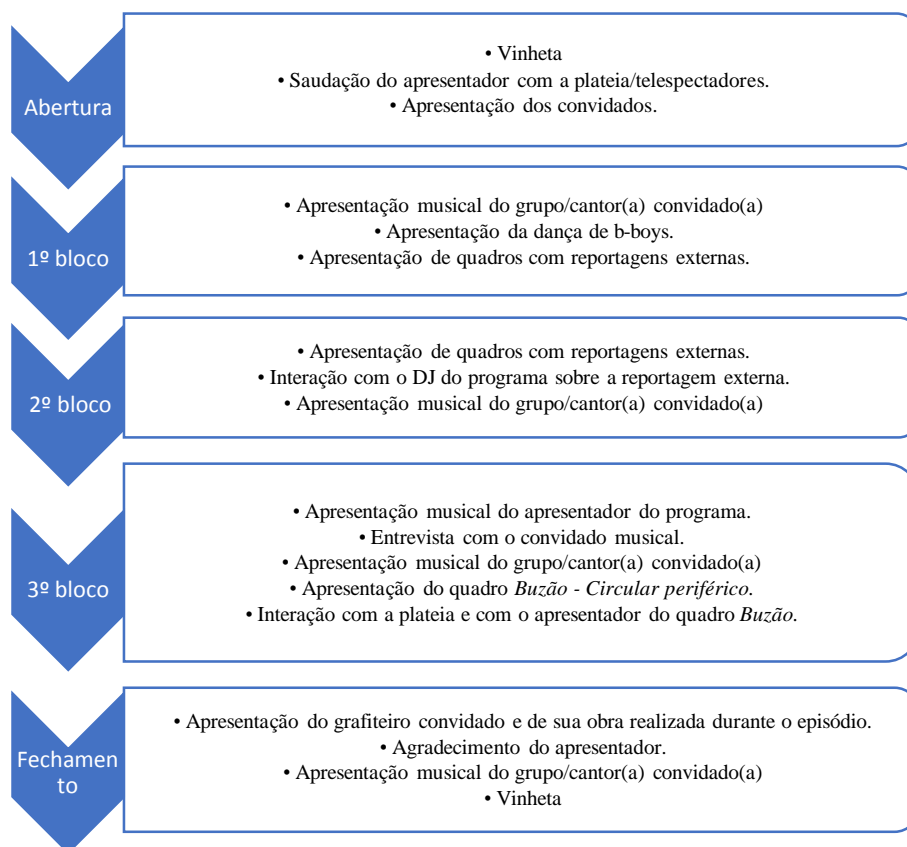 Abertura
• Vinheta
• Saudação do apresentador com a plateia/telespectadores.
• Apresentação dos convidados.
1º bloco
• Apresentação musical do grupo/cantor(a) convidado(a)
• Apresentação da dança de b-boys.
• Apresentação de quadros com reportagens externas.
2º bloco
• Apresentação de quadros com reportagens externas.
• Interação com o DJ do programa sobre a reportagem externa.
• Apresentação musical do grupo/cantor(a) convidado(a)
3º bloco
• Apresentação musical do apresentador do programa.
• Entrevista com o convidado musical.
• Apresentação musical do grupo/cantor(a) convidado(a)
• Apresentação do quadro Buzão - Circular periférico.
• Interação com a plateia e com o apresentador do quadro Buzão.
Fechamen
to
• Apresentação do grafiteiro convidado e de sua obra realizada durante o episódio.
• Agradecimento do apresentador.
• Apresentação musical do grupo/cantor(a) convidado(a)
• Vinheta